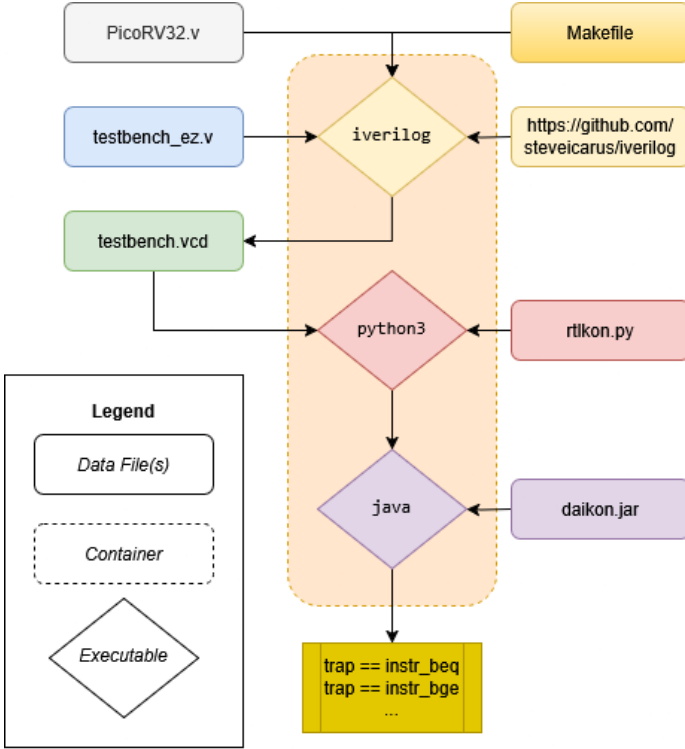 PicoRV32.v
Makefile
testbench_ez.v
iverilog
https://github.com/
steveicarus/iverilog
testbench.vcd
python3
rtlkon.py
Legend
Data File(s)
Container
Executable
java
daikon.jar
trap == instr_beq
trap == instr_bge
...